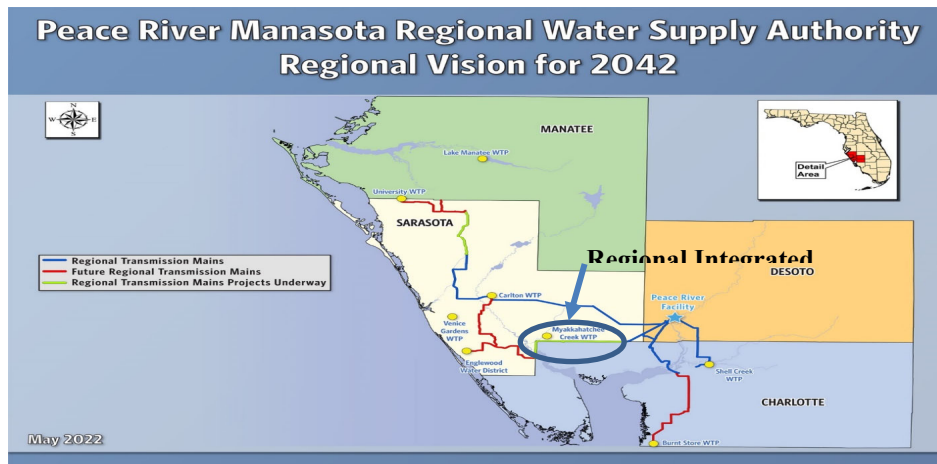 Peace River Manasota Regional Water Supply Authority
Regional Vision for 2042
N
W
E
S
MANATEE
Lake Manatee WTP
Detail
Area
University WTP
SARASOTA
Regional Transmission Mains
Future Regional Transmission Mains
Regional Transmission Mains Projects Underway
Regional Integrated
DESOTO
Carlton WTP
Peace River
Facility
Venice
Gardens
WTP
Myakkahatchee
Creek WTP
Englewood
Water District
Shell Creek
WTP
CHARLOTTE
Burnt Store WTP
May 2022